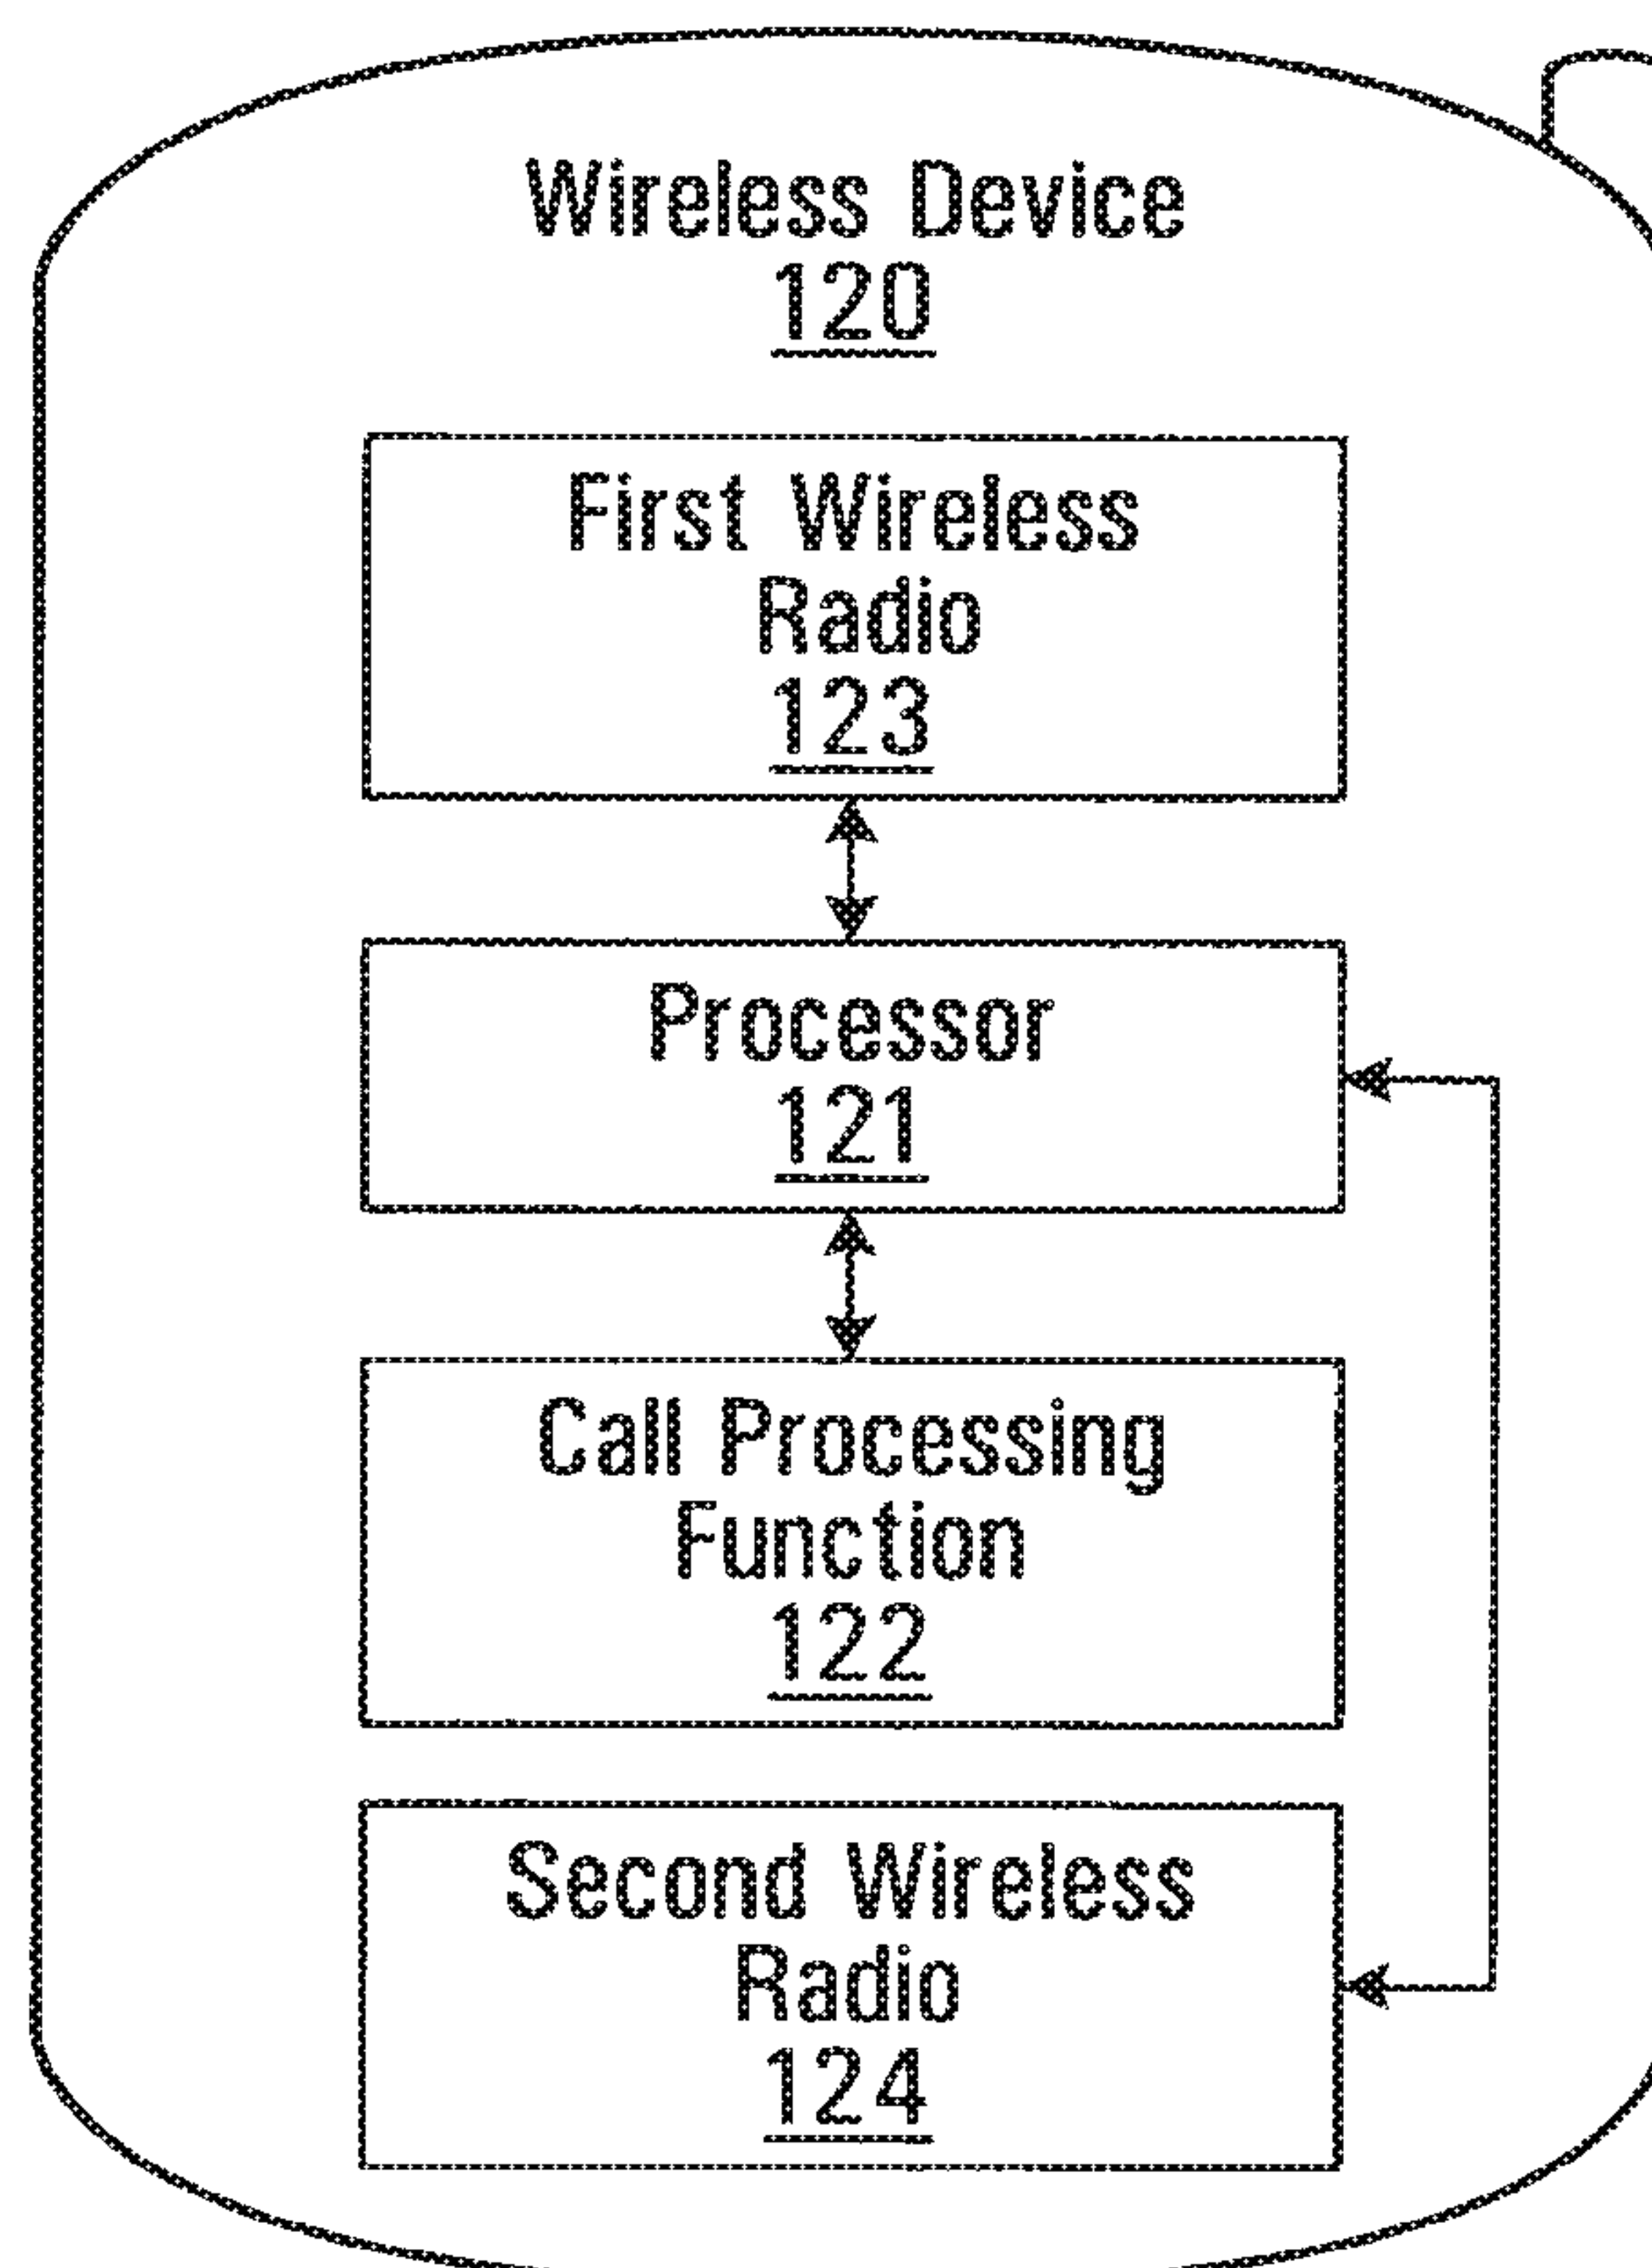 Wireless Device
120
First Wireless
Radio
123
Processor
121
Call Processing
Function
122
Second Wireless
Radio
124